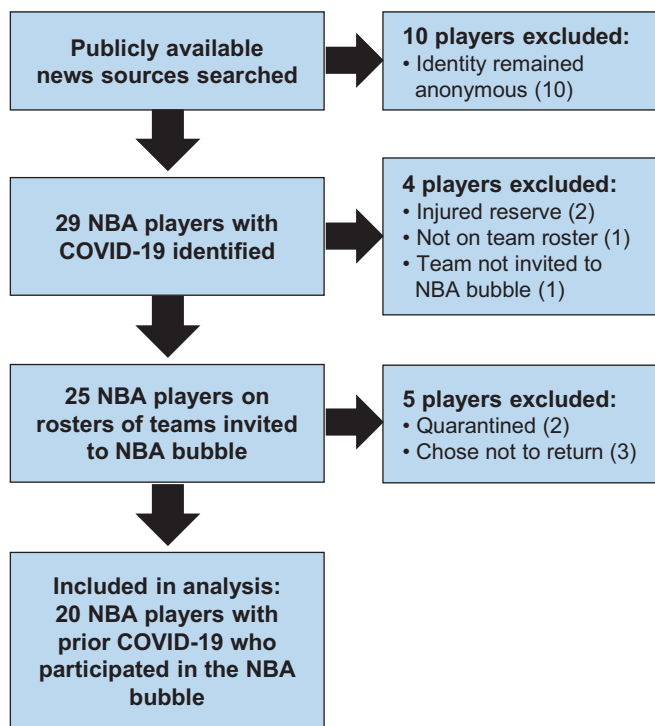 Publicly available
news sources searched
10 players excluded:
• Identity remained
anonymous (10)
29 NBA players with
COVID-19 identified
4 players excluded:
• Injured reserve (2)
• Not on team roster (1)
• Team not invited to
NBA bubble (1)
25 NBA players on
rosters of teams invited
to NBA bubble
5 players excluded:
• Quarantined (2)
• Chose not to return (3)
Included in analysis:
20 NBA players with
prior COVID-19 who
participated in the NBA
bubble